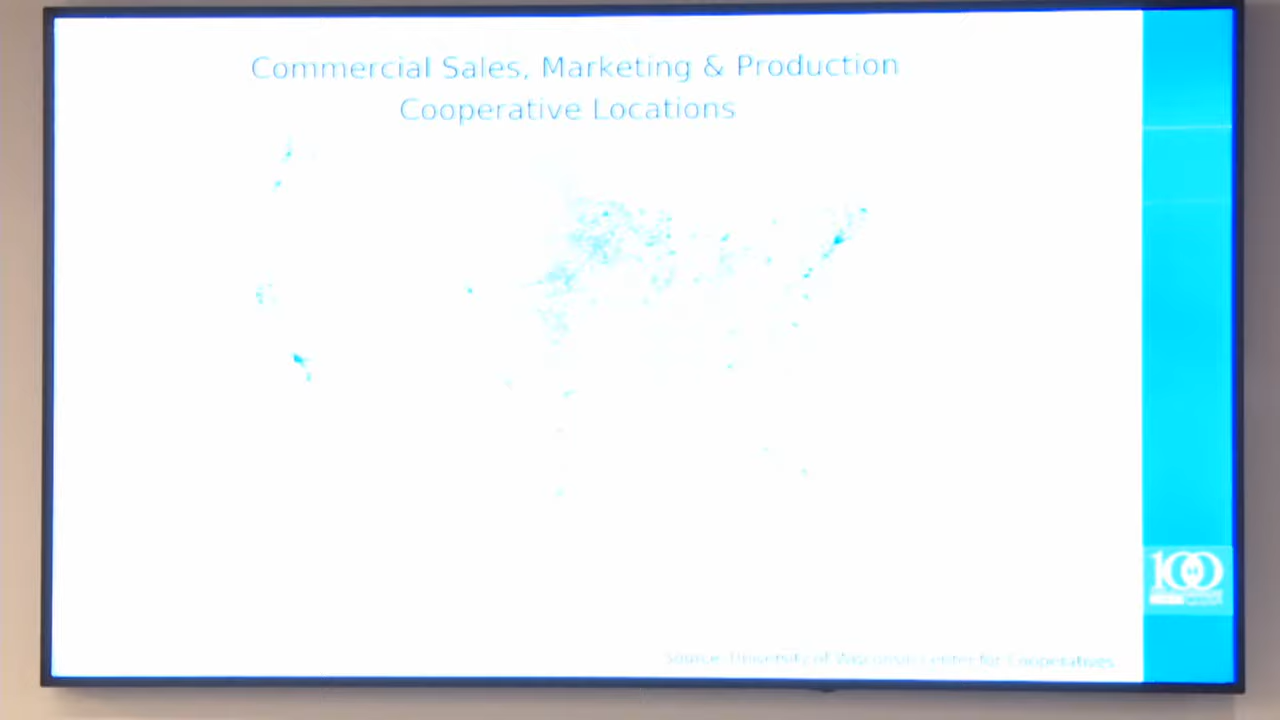 Commercial Sales, Marketing & Production
Cooperative Locations
100
Source: University of Wisconsin Center for Cooperatives